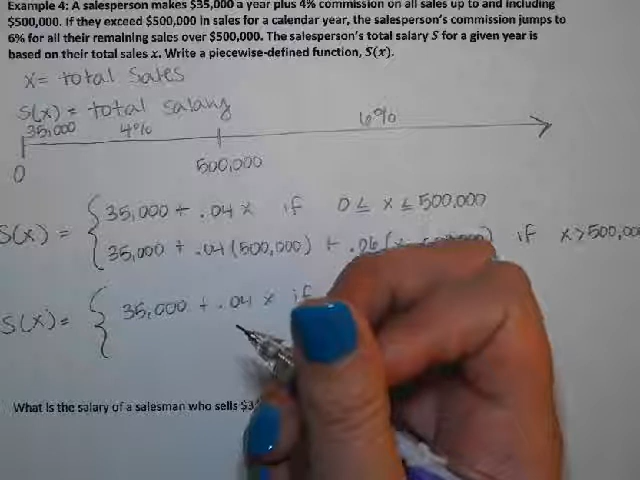 Example 4: A salesperson makes $35,000 a year plus 4% commission on all sales up to and including
$500,000. If they exceed $500,000 in sales for a calendar year, the salesperson's commission jumps to
6% for all their remaining sales over $500,000. The salesperson's total salary S for a given year is
based on their total sales x. Write a piecewise-defined function, S(x).
x = total sales
S(x) = total salary
35,000 4% 6%
0 500,000
S(x) = { 35,000 + .04 x if 0 ≤ x ≤ 500,000
35,000 + .04 (500,000) + .06 (x if x > 500,00
S(x) = { 35,000 + .04 x if
What is the salary of a salesman who sells $3